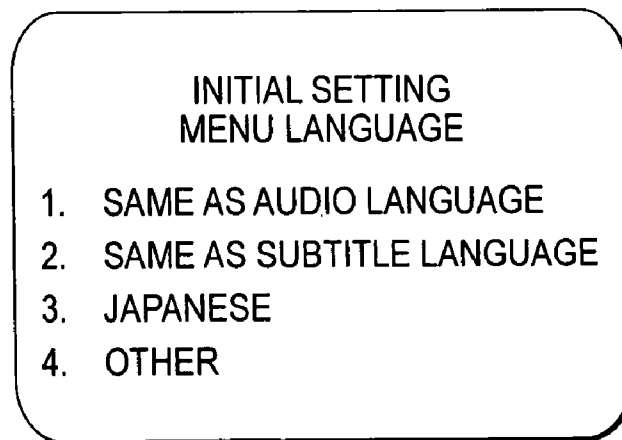 INITIAL SETTING
MENU LANGUAGE
1. SAME AS AUDIO LANGUAGE
2. SAME AS SUBTITLE LANGUAGE
3. JAPANESE
4. OTHER